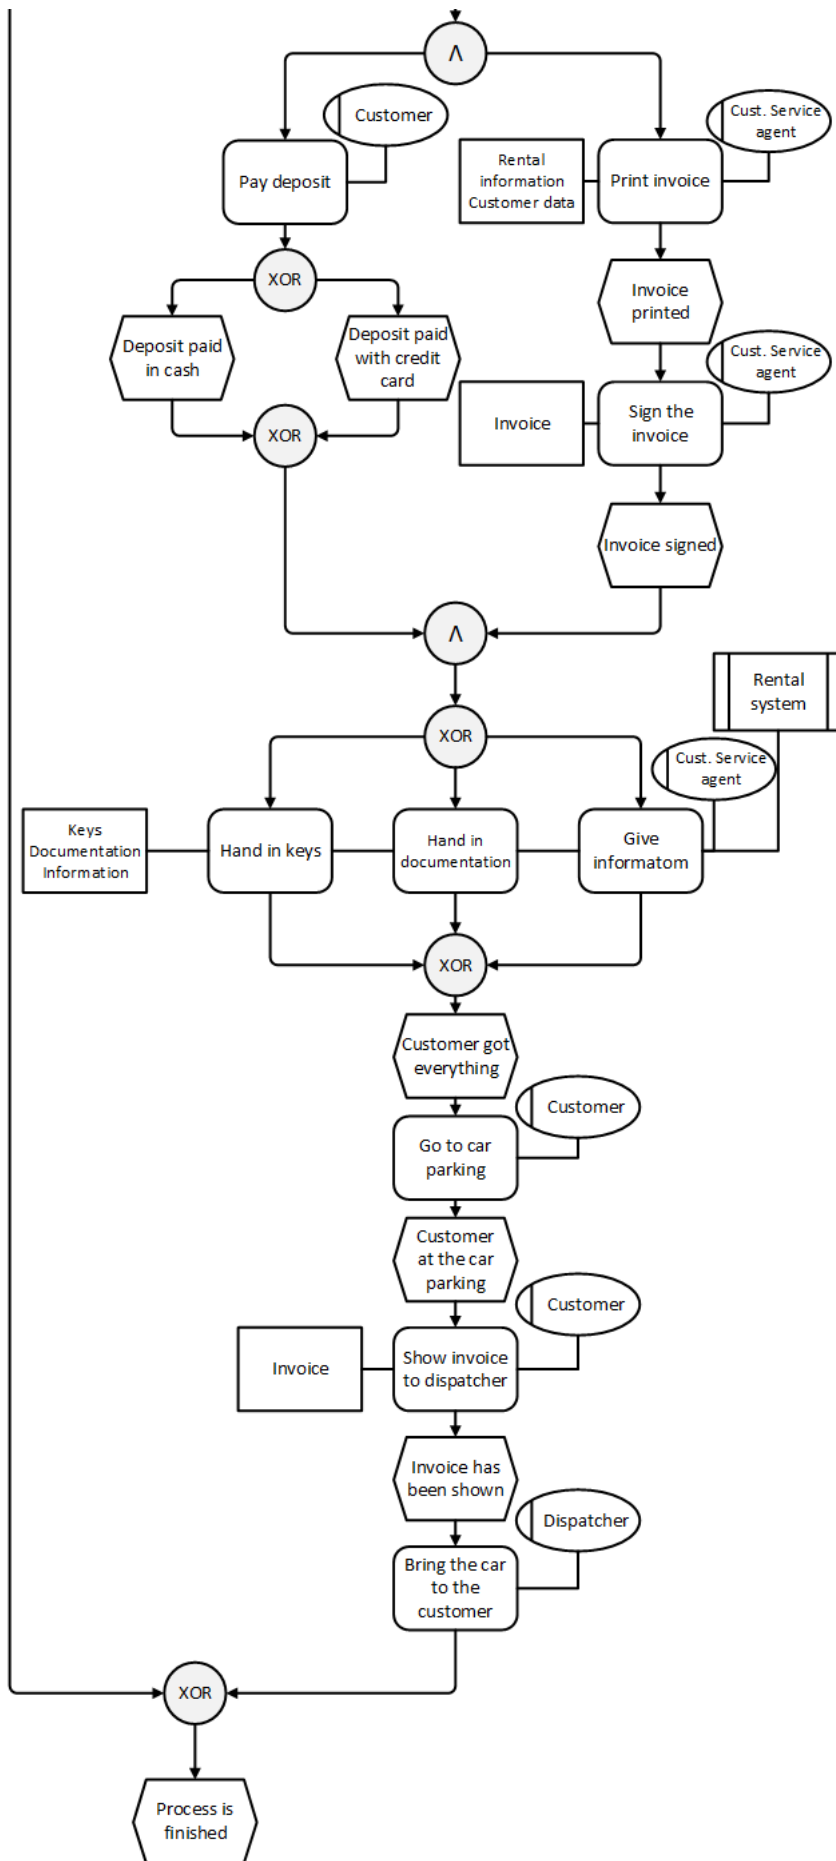 Λ
Customer
Cust. Service
agent
Pay deposit
Rental
information
Customer data
Print invoice
XOR
Invoice
printed
Deposit paid
in cash
Deposit paid
with credit
card
Cust. Service
agent
XOR
Invoice
Sign the
invoice
Invoice signed
Λ
Rental
system
XOR
Cust. Service
agent
Keys
Documentation
Information
Hand in keys
Hand in
documentation
Give
informatom
XOR
Customer got
everything
Customer
Go to car
parking
Customer
at the car
parking
Customer
Invoice
Show invoice
to dispatcher
Invoice has
been shown
Dispatcher
Bring the car
to the
customer
XOR
Process is
finished